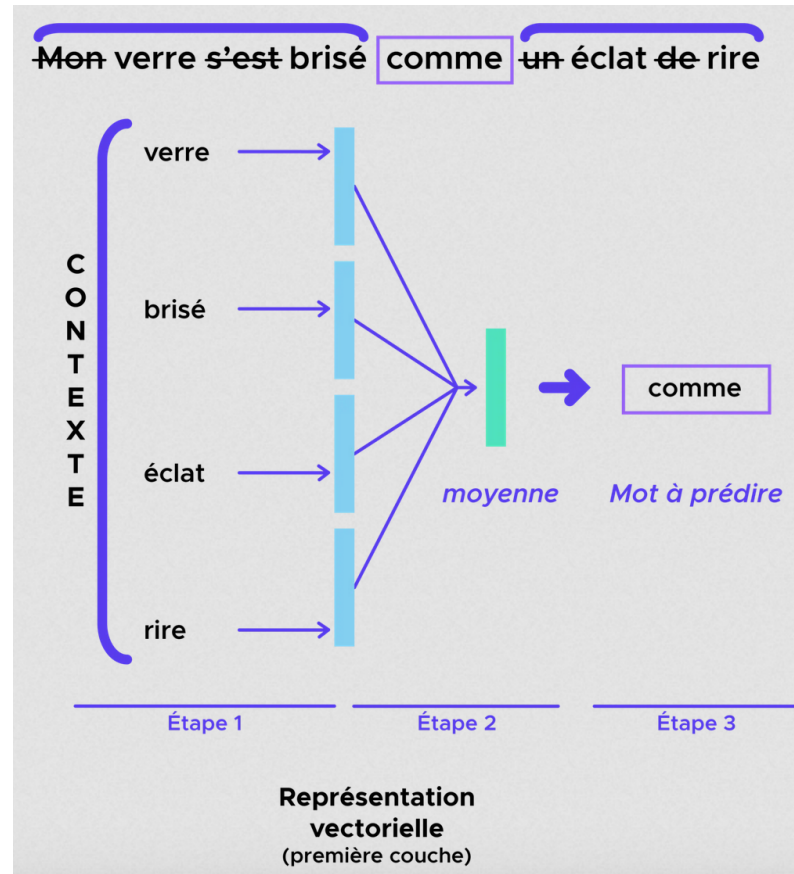 Mon verre s'est brisé comme un éclat de rire
verre
brisé
éclat
rire
CONTEXTE
comme
moyenne
Mot à prédire
Étape 1
Étape 2
Étape 3
Représentation
vectorielle
(première couche)